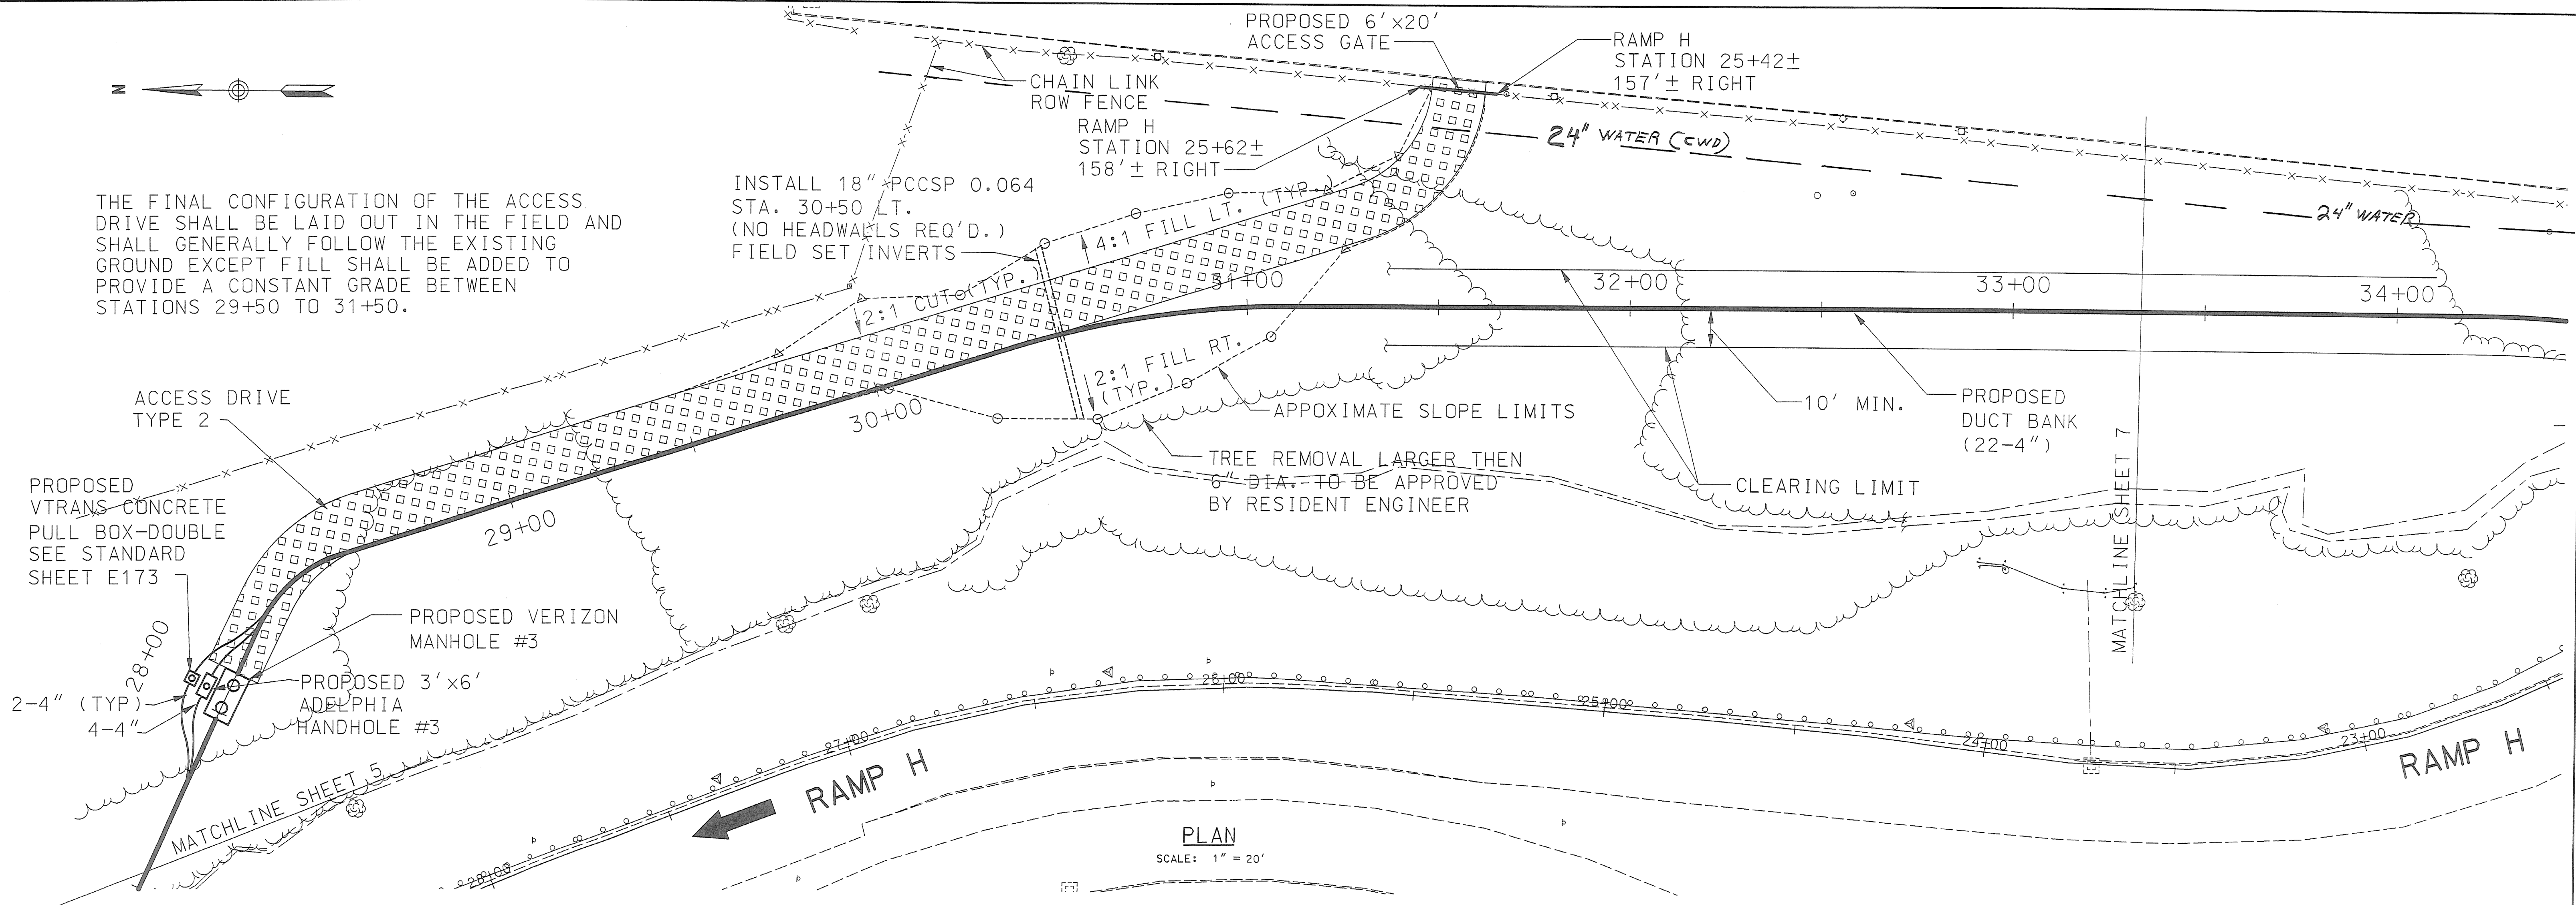 PROPOSED 6'x20'
ACCESS GATE
RAMP H
STATION 25+42±
157'± RIGHT
N
CHAIN LINK
ROW FENCE
RAMP H
STATION 25+62±
158'± RIGHT
24" WATER (CWD)
24" WATER
INSTALL 18" PCCSP 0.064
STA. 30+50 LT.
(NO HEADWALLS REQ'D.)
FIELD SET INVERTS
THE FINAL CONFIGURATION OF THE ACCESS
DRIVE SHALL BE LAID OUT IN THE FIELD AND
SHALL GENERALLY FOLLOW THE EXISTING
GROUND EXCEPT FILL SHALL BE ADDED TO
PROVIDE A CONSTANT GRADE BETWEEN
STATIONS 29+50 TO 31+50.
4:1 FILL LT. (TYP.)
2:1 CUT (TYP.)
31+00
32+00
33+00
34+00
2:1 FILL RT.
(TYP.)
30+00
APPOXIMATE SLOPE LIMITS
10' MIN.
PROPOSED
DUCT BANK
(22-4")
ACCESS DRIVE
TYPE 2
TREE REMOVAL LARGER THEN
6" DIA. TO BE APPROVED
BY RESIDENT ENGINEER
CLEARING LIMIT
MATCHLINE SHEET 7
PROPOSED
VTRANS CONCRETE
PULL BOX-DOUBLE
SEE STANDARD
SHEET E173
29+00
28+00
PROPOSED VERIZON
MANHOLE #3
PROPOSED 3'x6'
ADELPHIA
HANDHOLE #3
2-4" (TYP)
4-4"
MATCHLINE SHEET 5
28+00
27+00
26+00
25+00
24+00
23+00
RAMP H
RAMP H
PLAN
SCALE: 1" = 20'